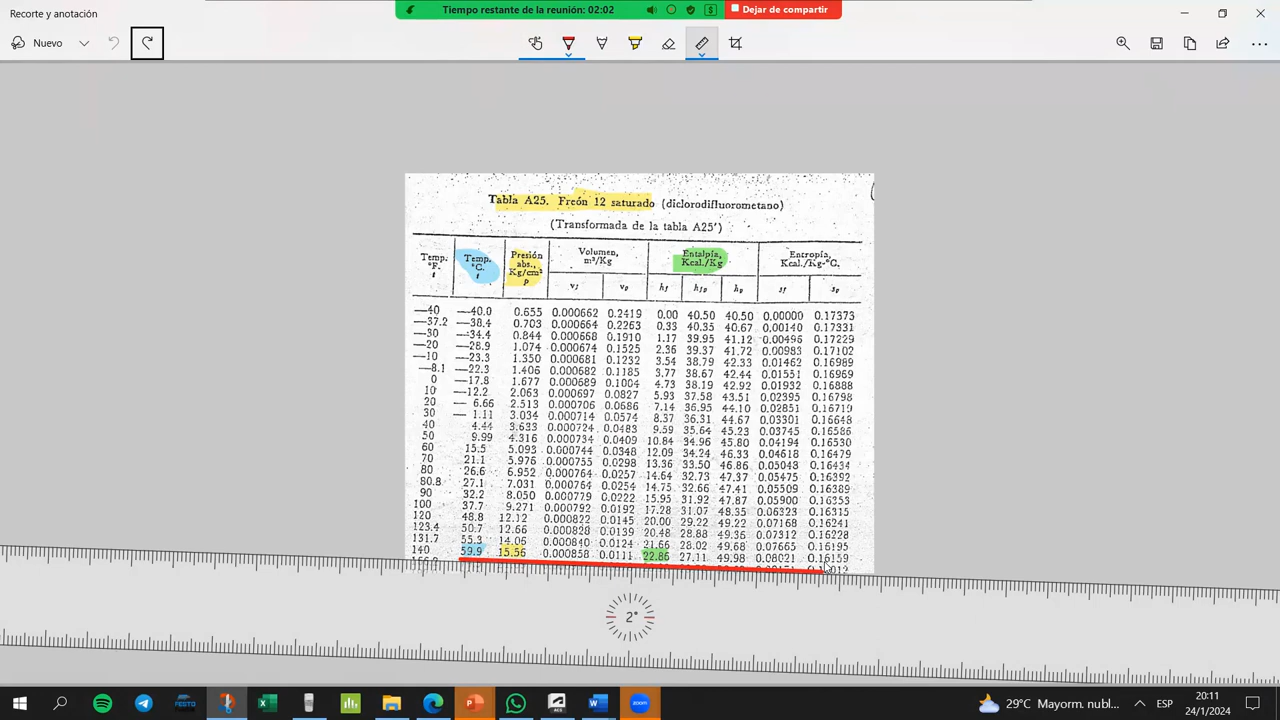 Recorte y anotación
Tiempo restante de la reunión: 02:02
Dejar de compartir
Nuevo
Tabla A25. Freón 12 saturado (diclorodifluorometano)
(Transformada de la tabla A25')
Temp. °F. t Temp. °C. t Presión abs., Kg/cm² p Volumen, m³/Kg Entalpía, Kcal./Kg Entropía, Kcal./Kg-°C.
vf vg hf hfg hg sf sg
—40 —40.0 0.655 0.000662 0.2419 0.00 40.50 40.50 0.00000 0.17373
—37.2 —38.4 0.703 0.000664 0.2263 0.33 40.35 40.67 0.00140 0.17331
—30 —34.4 0.844 0.000668 0.1910 1.17 39.95 41.12 0.00496 0.17229
—20 —28.9 1.074 0.000674 0.1525 2.36 39.37 41.72 0.00983 0.17102
—10 —23.3 1.350 0.000681 0.1232 3.54 38.79 42.33 0.01462 0.16989
—8.1 —22.3 1.406 0.000682 0.1185 3.77 38.67 42.44 0.01551 0.16969
0 —17.8 1.677 0.000689 0.1004 4.73 38.19 42.92 0.01932 0.16888
10 —12.2 2.063 0.000697 0.0827 5.93 37.58 43.51 0.02395 0.16798
20 — 6.66 2.513 0.000706 0.0686 7.14 36.95 44.10 0.02851 0.16719
30 — 1.11 3.034 0.000714 0.0574 8.37 36.31 44.67 0.03301 0.16648
40 4.44 3.633 0.000724 0.0483 9.59 35.64 45.23 0.03745 0.16586
50 9.99 4.316 0.000734 0.0409 10.84 34.96 45.80 0.04194 0.16530
60 15.5 5.093 0.000744 0.0348 12.09 34.24 46.33 0.04618 0.16479
70 21.1 5.976 0.000755 0.0298 13.36 33.50 46.86 0.05048 0.16434
80 26.6 6.952 0.000764 0.0257 14.64 32.73 47.37 0.05475 0.16392
80.8 27.1 7.031 0.000764 0.0254 14.75 32.66 47.41 0.05509 0.16389
90 32.2 8.050 0.000779 0.0222 15.95 31.92 47.87 0.05900 0.16353
100 37.7 9.271 0.000792 0.0192 17.28 31.07 48.35 0.06323 0.16315
120 48.8 12.12 0.000822 0.0145 20.00 29.22 49.22 0.07168 0.16241
123.4 50.7 12.66 0.000828 0.0139 20.48 28.88 49.36 0.07312 0.16228
131.7 55.3 14.06 0.000840 0.0124 21.66 28.02 49.68 0.07665 0.16195
140 59.9 15.56 0.000858 0.0111 22.86 27.11 49.98 0.08021 0.16159
2°
FESTO
zoom
29°C Mayorm. nubl...
ESP
20:11
24/1/2024